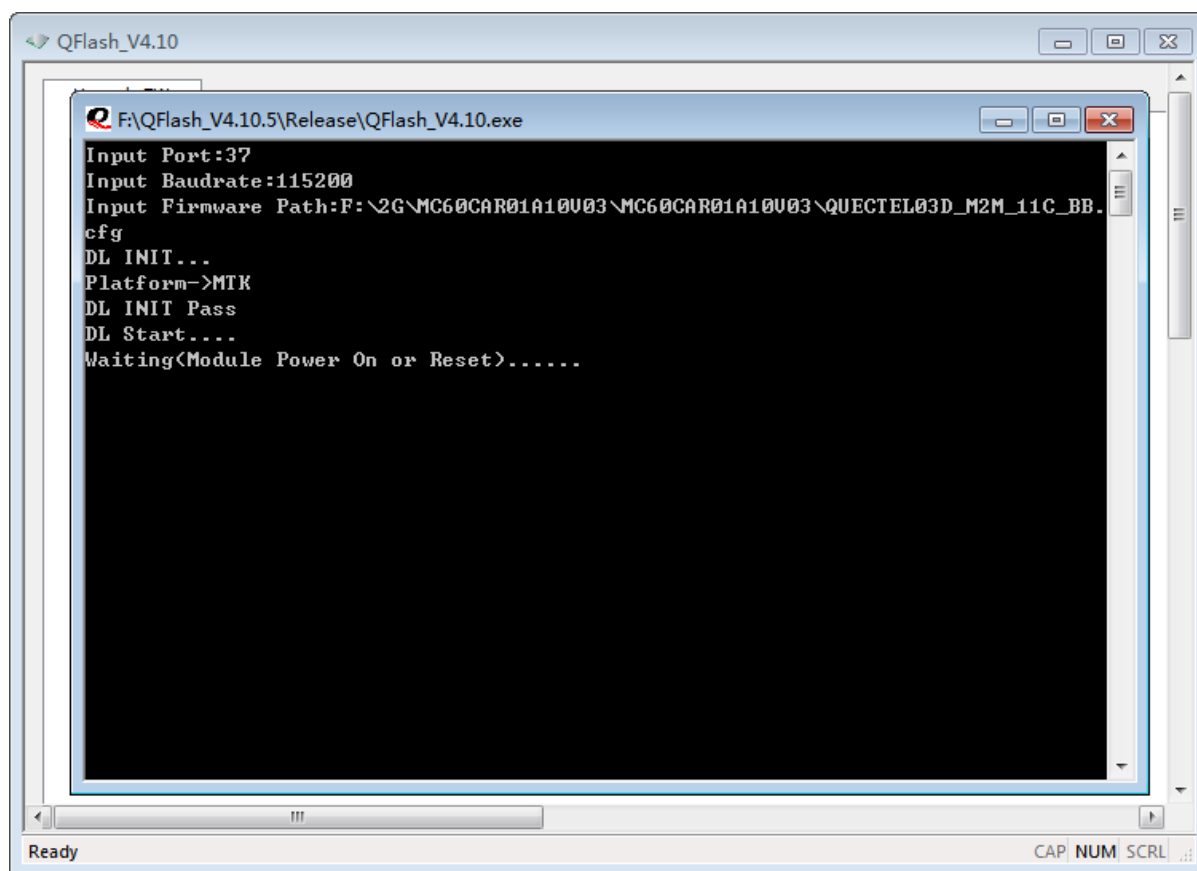 QFlash_V4.10
F:\QFlash_V4.10.5\Release\QFlash_V4.10.exe
Input Port:37
Input Baudrate:115200
Input Firmware Path:F:\2G\MC60CAR01A10V03\MC60CAR01A10V03\QUECTEL03D_M2M_11C_BB.
cfg
DL INIT...
Platform->MTK
DL INIT Pass
DL Start....
Waiting(Module Power On or Reset)......
Ready
CAP NUM SCRL